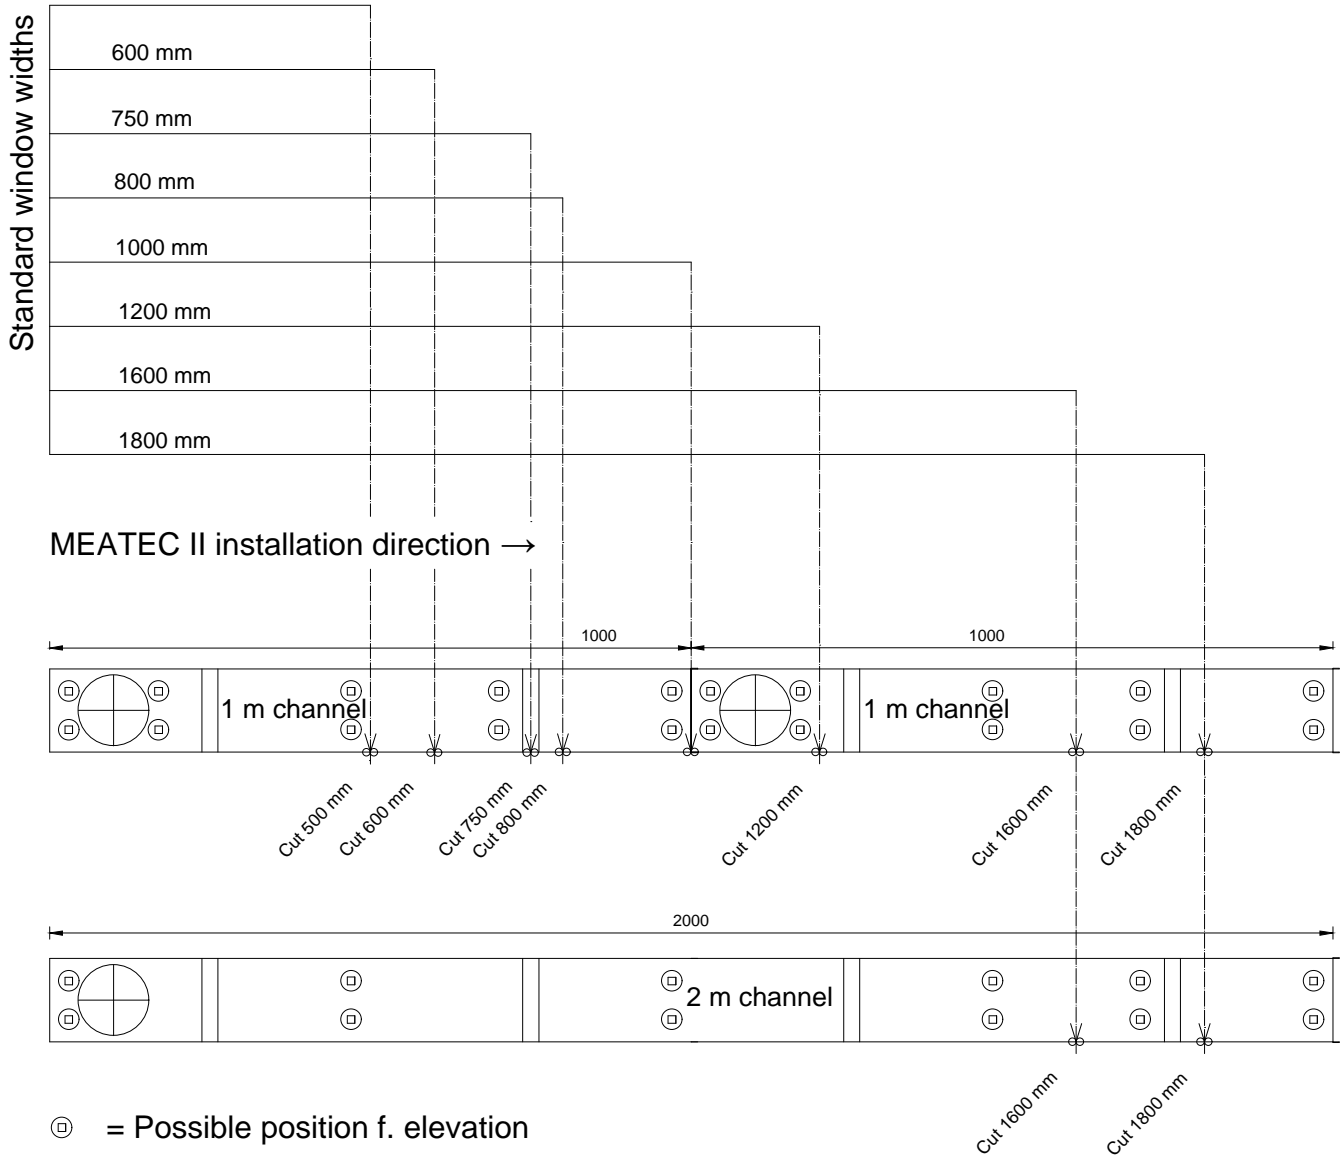 Standard window widths
600 mm
750 mm
800 mm
1000 mm
1200 mm
1600 mm
1800 mm
MEATEC II installation direction →
1000
1000
1 m channel
1 m channel
Cut 500 mm
Cut 600 mm
Cut 750 mm
Cut 800 mm
Cut 1200 mm
Cut 1600 mm
Cut 1800 mm
2000
2 m channel
Cut 1600 mm
Cut 1800 mm
= Possible position f. elevation